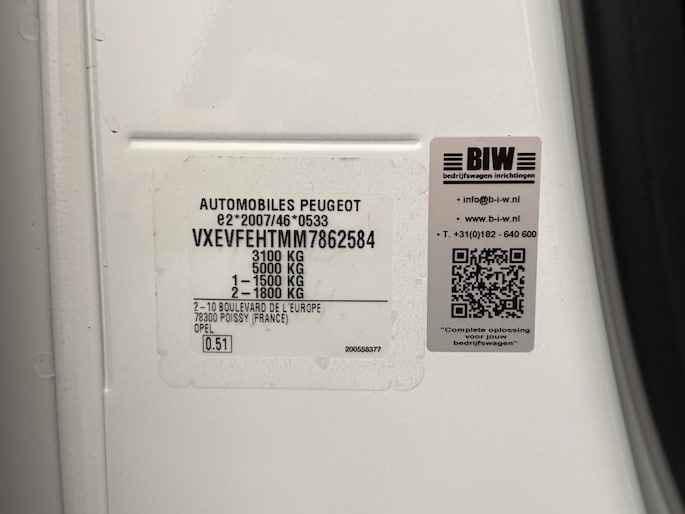 AUTOMOBILES PEUGEOT
e2*2007/46*0533
VXEVFEHTMM7862584
3100 KG
5000 KG
1-1500 KG
2-1800 KG
2-10 BOULEVARD DE L'EUROPE
78300 POISSY (FRANCE)
OPEL
0.51
200558377
BIW
bedrijfswagen inrichtingen
• info@b-i-w.nl
• www.b-i-w.nl
• T. +31(0)182 - 640 600
"Complete oplossing
voor jouw
bedrijfswagen"